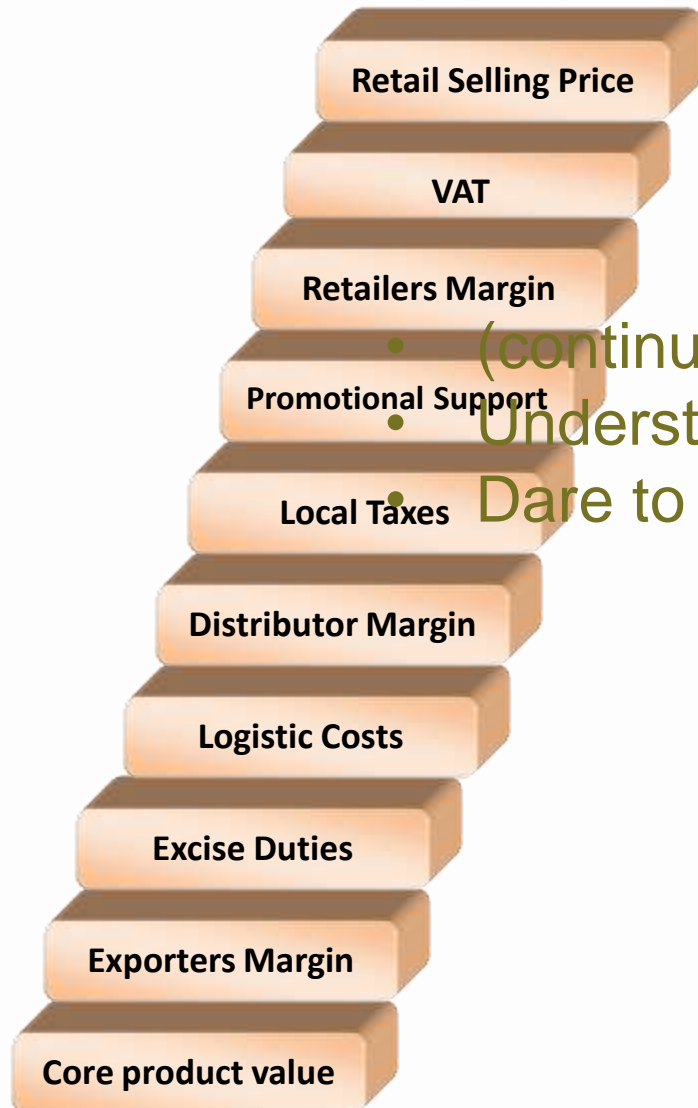 Retail Selling Price
VAT
Retailers Margin
• (continu
Promotional Support
• Underst
Local Taxes
• Dare to
Distributor Margin
Logistic Costs
Excise Duties
Exporters Margin
Core product value